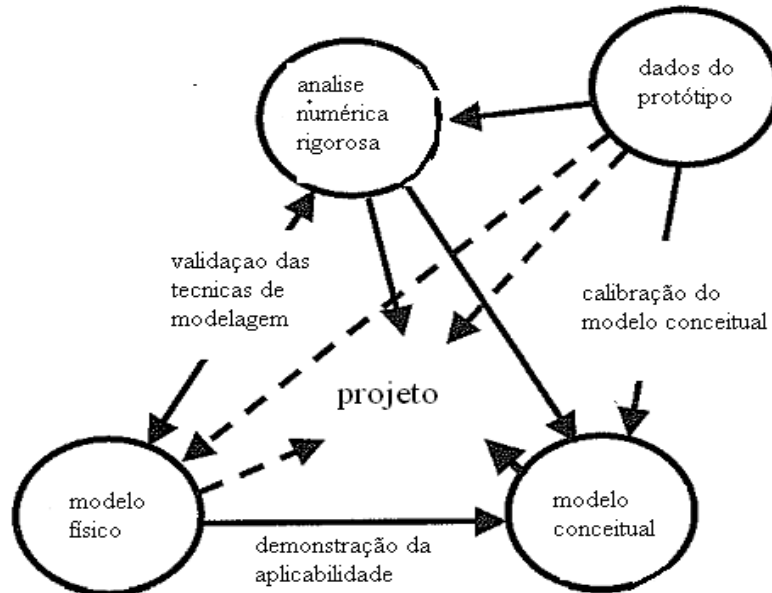 analise
numérica
rigorosa
dados do
protótipo
validaçao das
tecnicas de
modelagem
calibração do
modelo conceitual
projeto
modelo
físico
demonstração da
aplicabilidade
modelo
conceitual